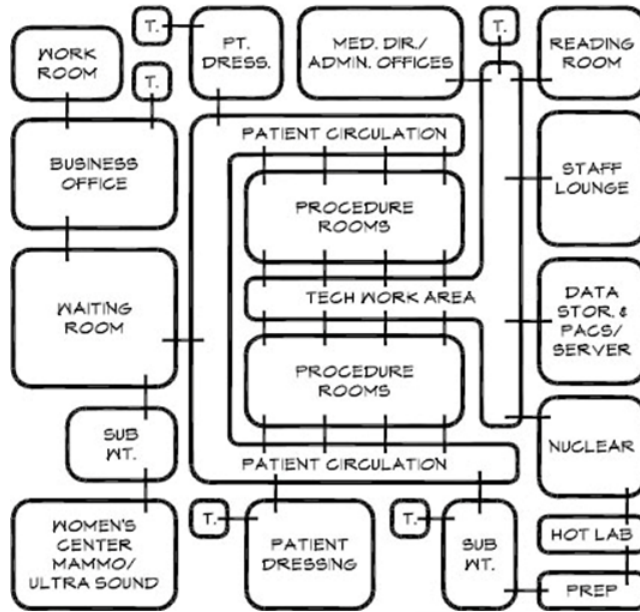 T.
WORK
ROOM
PT.
DRESS.
MED. DIR./
ADMIN. OFFICES
T.
READING
ROOM
T.
BUSINESS
OFFICE
PATIENT CIRCULATION
STAFF
LOUNGE
PROCEDURE
ROOMS
WAITING
ROOM
TECH WORK AREA
DATA
STOR. &
PACS/
SERVER
PROCEDURE
ROOMS
SUB
WT.
PATIENT CIRCULATION
NUCLEAR
WOMEN'S
CENTER
MAMMO/
ULTRA SOUND
T.
PATIENT
DRESSING
T.
SUB
WT.
HOT LAB
PREP